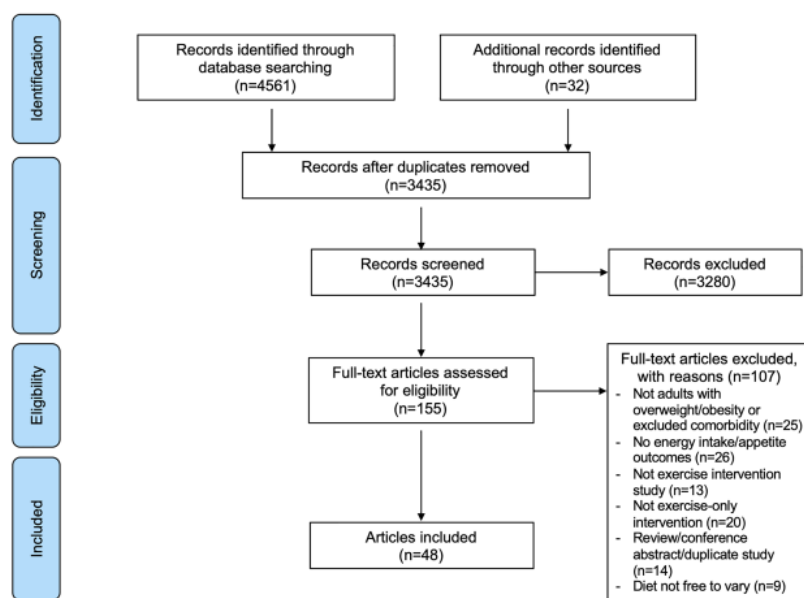 Identification
Records identified through
database searching
(n=4561)
Additional records identified
through other sources
(n=32)
Screening
Records after duplicates removed
(n=3435)
Records screened
(n=3435)
Records excluded
(n=3280)
Eligibility
Full-text articles assessed
for eligibility
(n=155)
Full-text articles excluded,
with reasons (n=107)
- Not adults with
overweight/obesity or
excluded comorbidity (n=25)
- No energy intake/appetite
outcomes (n=26)
- Not exercise intervention
study (n=13)
- Not exercise-only
intervention (n=20)
- Review/conference
abstract/duplicate study
(n=14)
- Diet not free to vary (n=9)
Included
Articles included
(n=48)